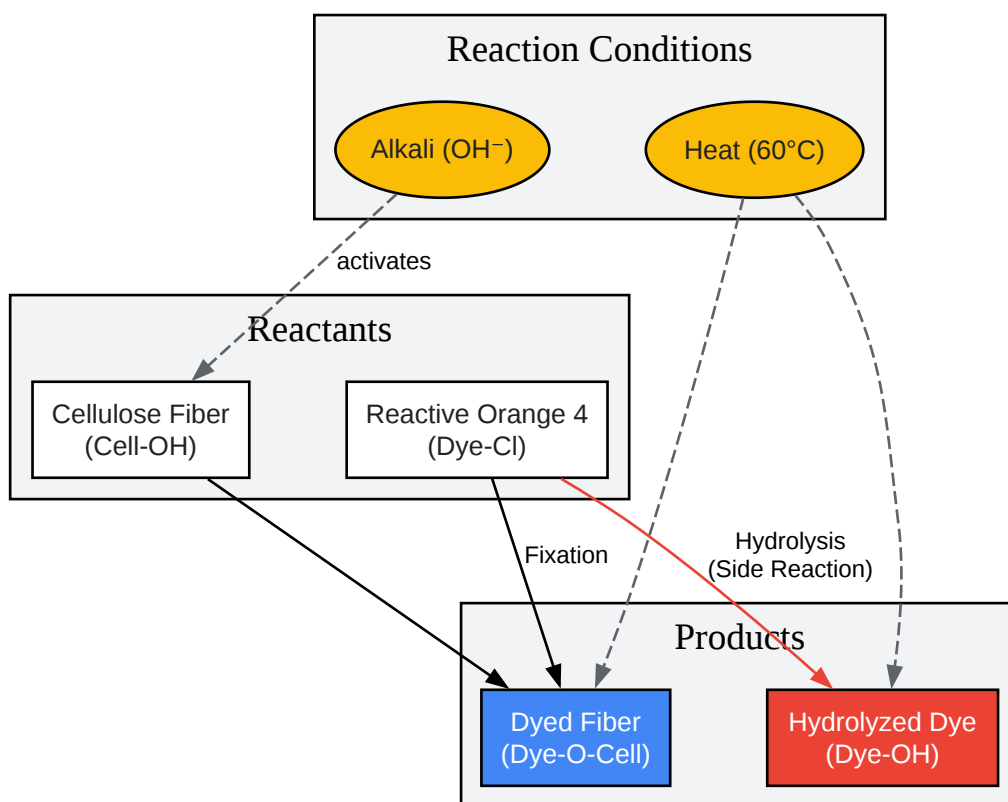 Reaction Conditions
Alkali (OH⁻)
Heat (60°C)
activates
Reactants
Cellulose Fiber
(Cell-OH)
Reactive Orange 4
(Dye-Cl)
Fixation
Hydrolysis
(Side Reaction)
Products
Dyed Fiber
(Dye-O-Cell)
Hydrolyzed Dye
(Dye-OH)